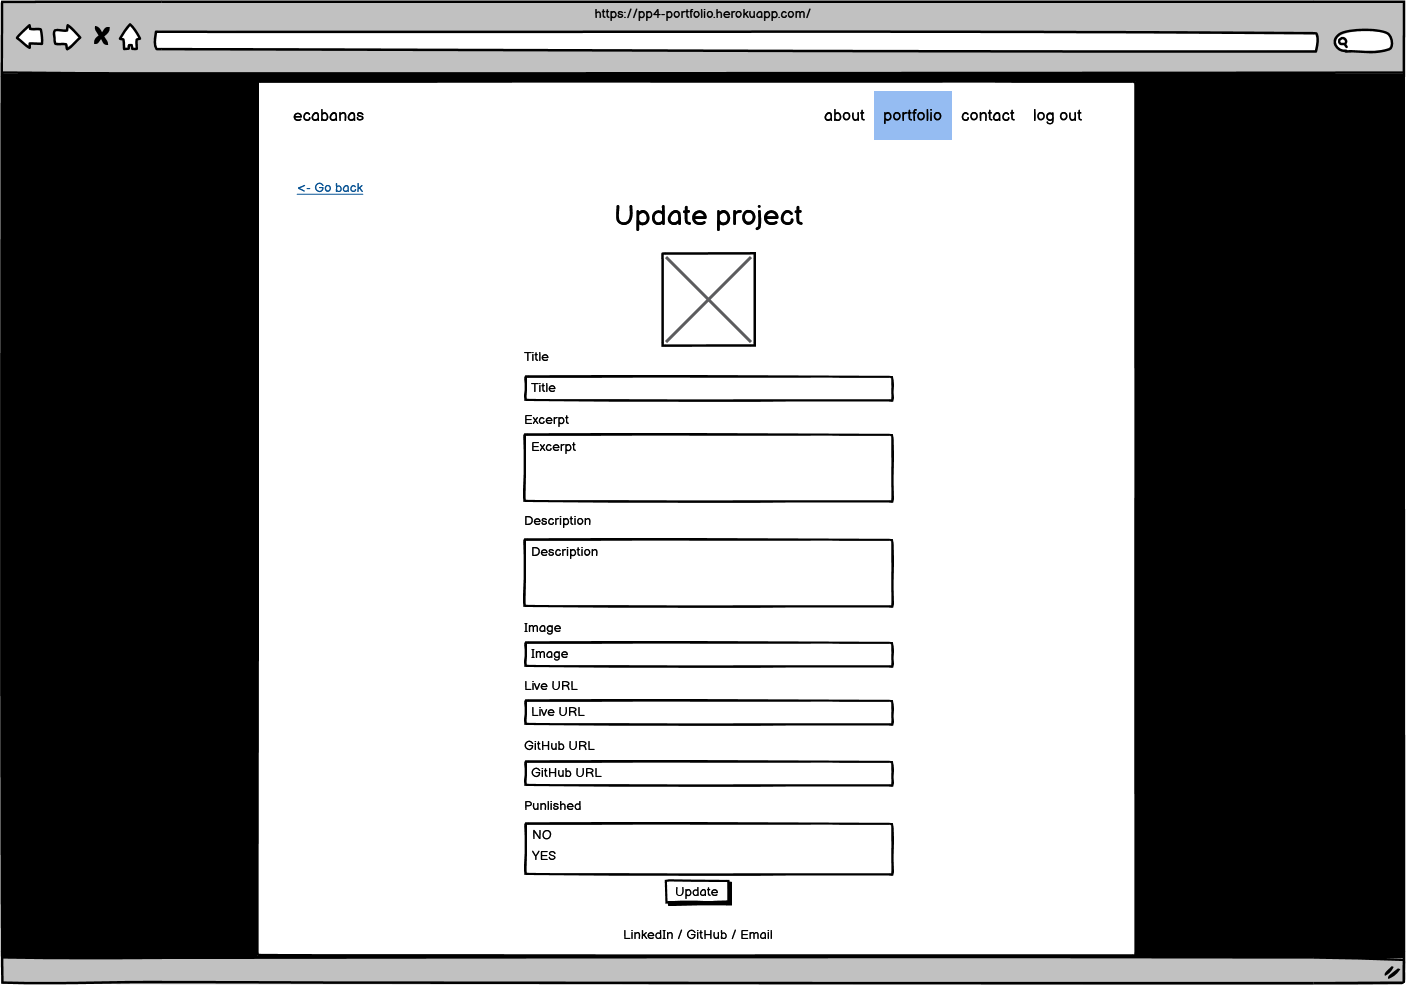 https://pp4-portfolio.herokuapp.com/
ecabanas about portfolio contact log out
<- Go back
Update project
Title
Title
Excerpt
Excerpt
Description
Description
Image
Image
Live URL
Live URL
GitHub URL
GitHub URL
Punlished
NO
YES
Update
LinkedIn / GitHub / Email